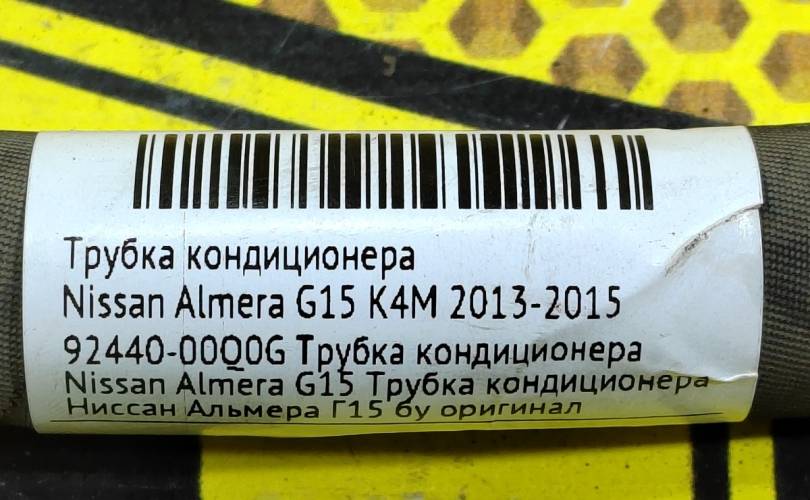 Трубка кондиционера
Nissan Almera G15 K4M 2013-2015
92440-00Q0G Трубка кондиционера
Nissan Almera G15 Трубка кондиционера
Ниссан Альмера Г15 бу оригинал